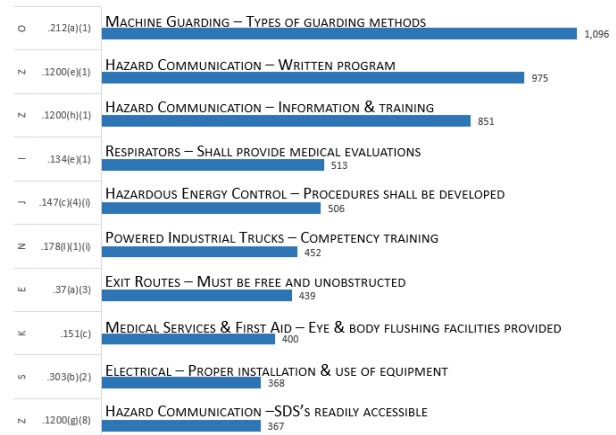 O .212(a)(1) MACHINE GUARDING – TYPES OF GUARDING METHODS
1,096
Z .1200(e)(1) HAZARD COMMUNICATION – WRITTEN PROGRAM
975
Z .1200(h)(1) HAZARD COMMUNICATION – INFORMATION & TRAINING
851
I .134(e)(1) RESPIRATORS – SHALL PROVIDE MEDICAL EVALUATIONS
513
J .147(c)(4)(i) HAZARDOUS ENERGY CONTROL – PROCEDURES SHALL BE DEVELOPED
506
N .178(l)(1)(i) POWERED INDUSTRIAL TRUCKS – COMPETENCY TRAINING
452
E .37(a)(3) EXIT ROUTES – MUST BE FREE AND UNOBSTRUCTED
439
K .151(c) MEDICAL SERVICES & FIRST AID – EYE & BODY FLUSHING FACILITIES PROVIDED
400
S .303(b)(2) ELECTRICAL – PROPER INSTALLATION & USE OF EQUIPMENT
368
Z .1200(g)(8) HAZARD COMMUNICATION –SDS'S READILY ACCESSIBLE
367